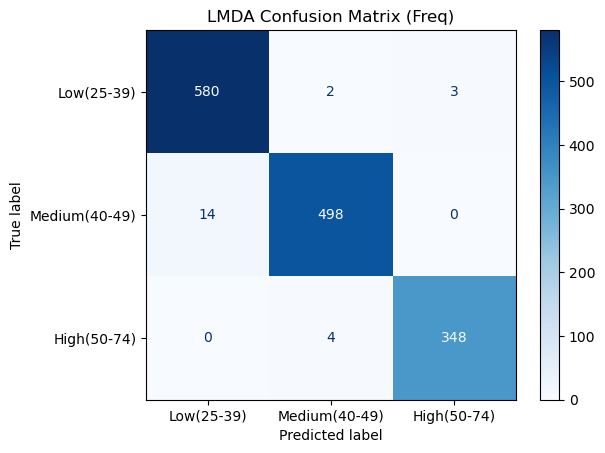 LMDA Confusion Matrix (Freq)
True label
Low(25-39)
580 2 3
Medium(40-49)
14 498 0
High(50-74)
0 4 348
Low(25-39) Medium(40-49) High(50-74)
Predicted label
500
400
300
200
100
0